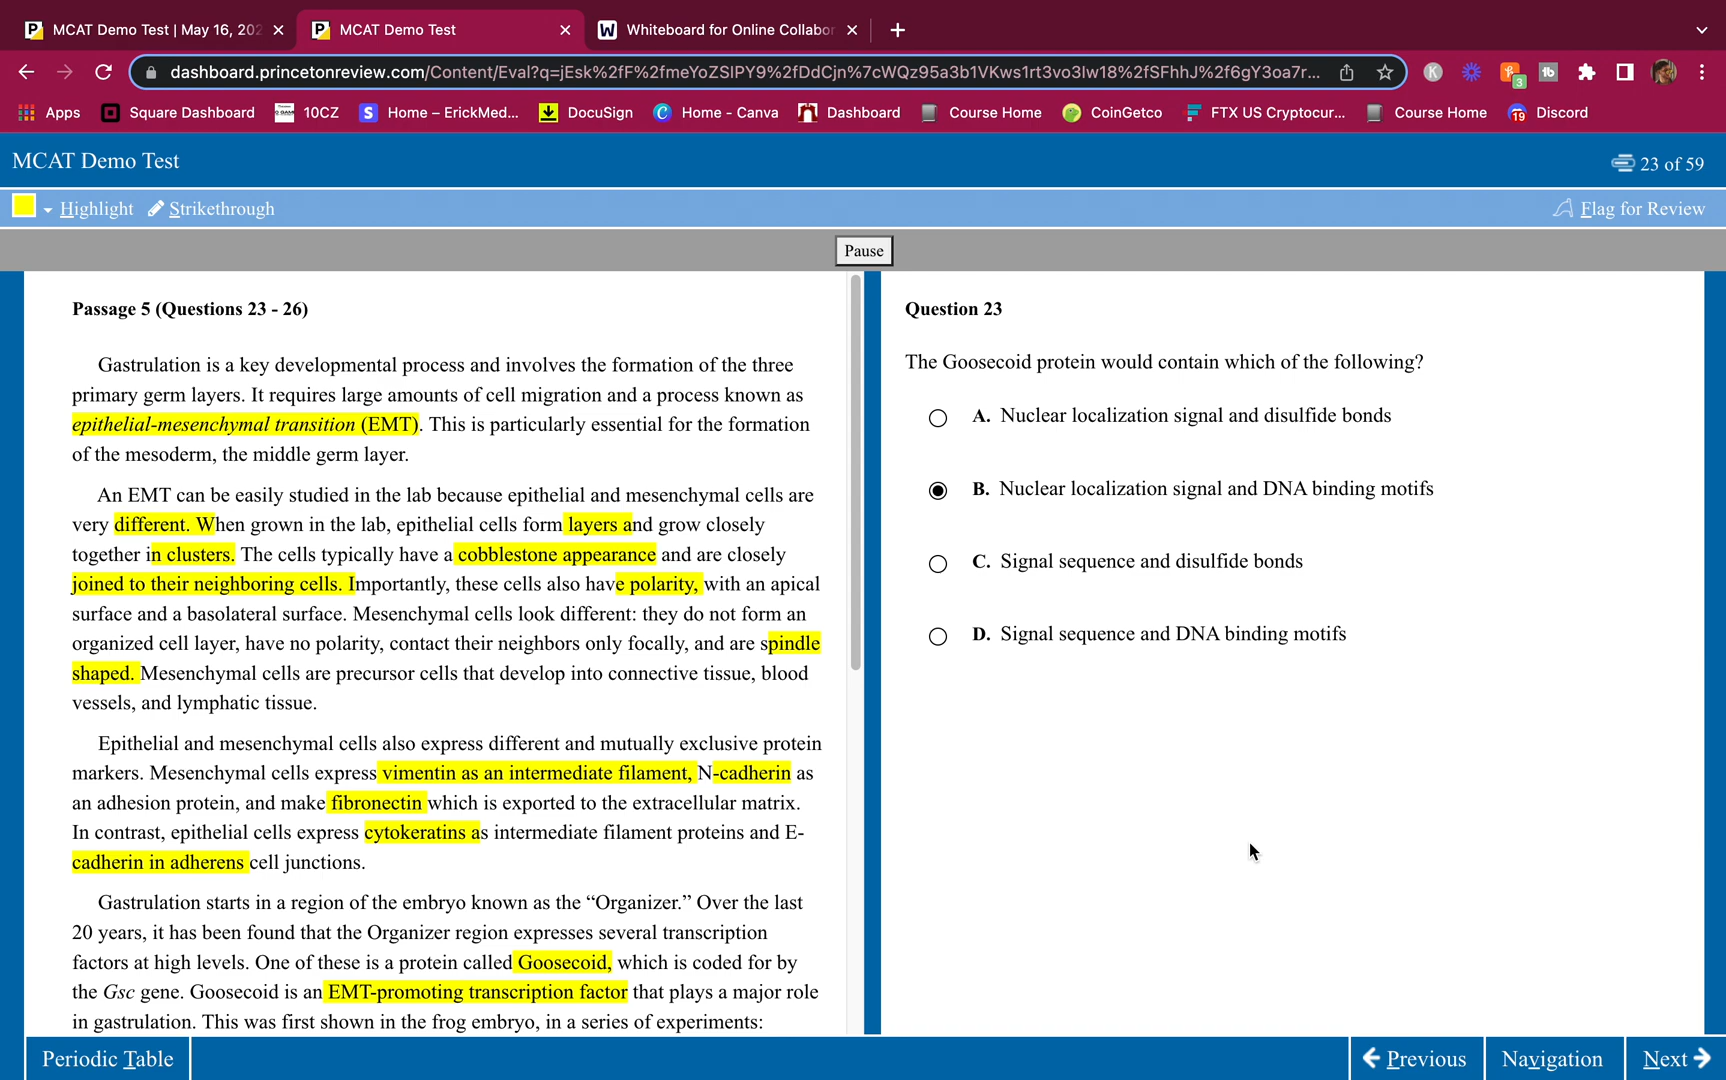 MCAT Demo Test | May 16, 202
MCAT Demo Test
Whiteboard for Online Collabor
dashboard.princetonreview.com/Content/Eval?q=jEsk%2fF%2fmeYoZSIPY9%2fDdCjn%7cWQz95a3b1VKws1rt3vo3lw18%2fSFhhJ%2f6gY3oa7r...
Apps
Square Dashboard
10CZ
Home – ErickMed...
DocuSign
Home - Canva
Dashboard
Course Home
CoinGetco
FTX US Cryptocur...
Course Home
19
Discord
MCAT Demo Test
23 of 59
Highlight
Strikethrough
Flag for Review
Pause
Passage 5 (Questions 23 - 26)
Gastrulation is a key developmental process and involves the formation of the three
primary germ layers. It requires large amounts of cell migration and a process known as
epithelial-mesenchymal transition (EMT). This is particularly essential for the formation
of the mesoderm, the middle germ layer.
An EMT can be easily studied in the lab because epithelial and mesenchymal cells are
very different. When grown in the lab, epithelial cells form layers and grow closely
together in clusters. The cells typically have a cobblestone appearance and are closely
joined to their neighboring cells. Importantly, these cells also have polarity, with an apical
surface and a basolateral surface. Mesenchymal cells look different: they do not form an
organized cell layer, have no polarity, contact their neighbors only focally, and are spindle
shaped. Mesenchymal cells are precursor cells that develop into connective tissue, blood
vessels, and lymphatic tissue.
Epithelial and mesenchymal cells also express different and mutually exclusive protein
markers. Mesenchymal cells express vimentin as an intermediate filament, N-cadherin as
an adhesion protein, and make fibronectin which is exported to the extracellular matrix.
In contrast, epithelial cells express cytokeratins as intermediate filament proteins and E-
cadherin in adherens cell junctions.
Gastrulation starts in a region of the embryo known as the “Organizer.” Over the last
20 years, it has been found that the Organizer region expresses several transcription
factors at high levels. One of these is a protein called Goosecoid, which is coded for by
the Gsc gene. Goosecoid is an EMT-promoting transcription factor that plays a major role
in gastrulation. This was first shown in the frog embryo, in a series of experiments:
Question 23
The Goosecoid protein would contain which of the following?
A. Nuclear localization signal and disulfide bonds
B. Nuclear localization signal and DNA binding motifs
C. Signal sequence and disulfide bonds
D. Signal sequence and DNA binding motifs
Periodic Table
Previous
Navigation
Next